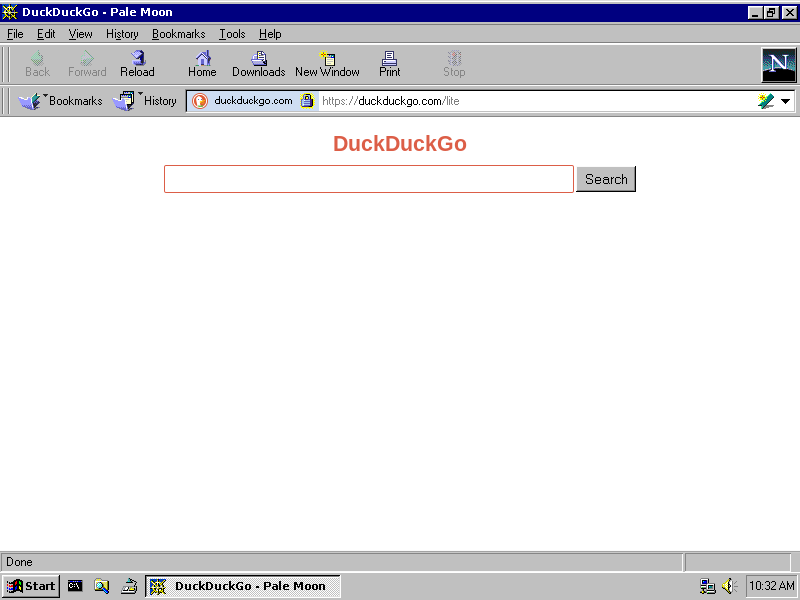 DuckDuckGo - Pale Moon
File Edit View History Bookmarks Tools Help
Back Forward Reload Home Downloads New Window Print Stop
N
Bookmarks History duckduckgo.com https://duckduckgo.com/lite
DuckDuckGo
Search
Done
Start DuckDuckGo - Pale Moon 10:32 AM